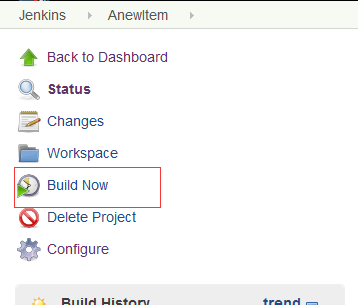 Jenkins AnewItem
Back to Dashboard
Status
Changes
Workspace
Build Now
Delete Project
Configure
Build History trend